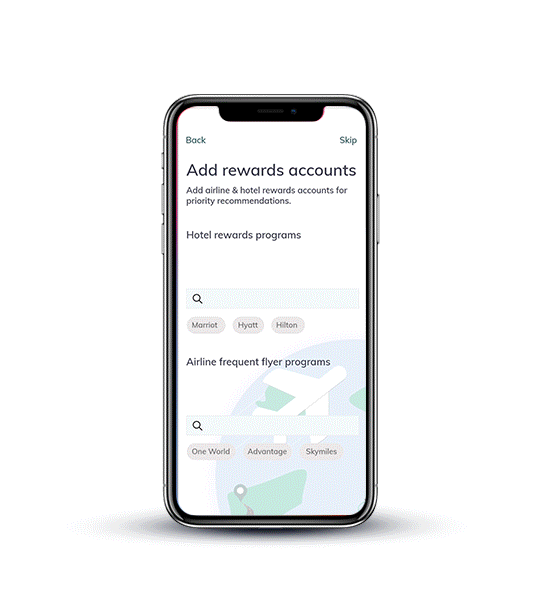 Back
Skip
Add rewards accounts
Add airline & hotel rewards accounts for
priority recommendations.
Hotel rewards programs
Marriot
Hyatt
Hilton
Airline frequent flyer programs
One World
Advantage
Skymiles